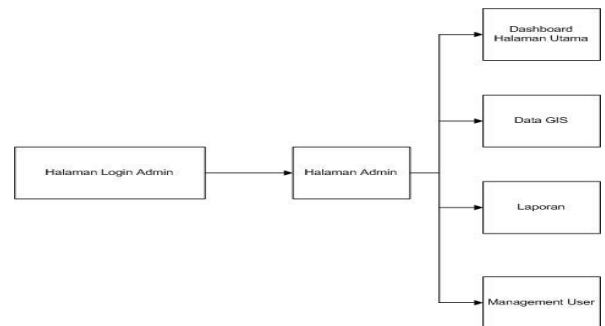 Dashboard
Halaman Utama
Data GIS
Halaman Login Admin
Halaman Admin
Laporan
Management User